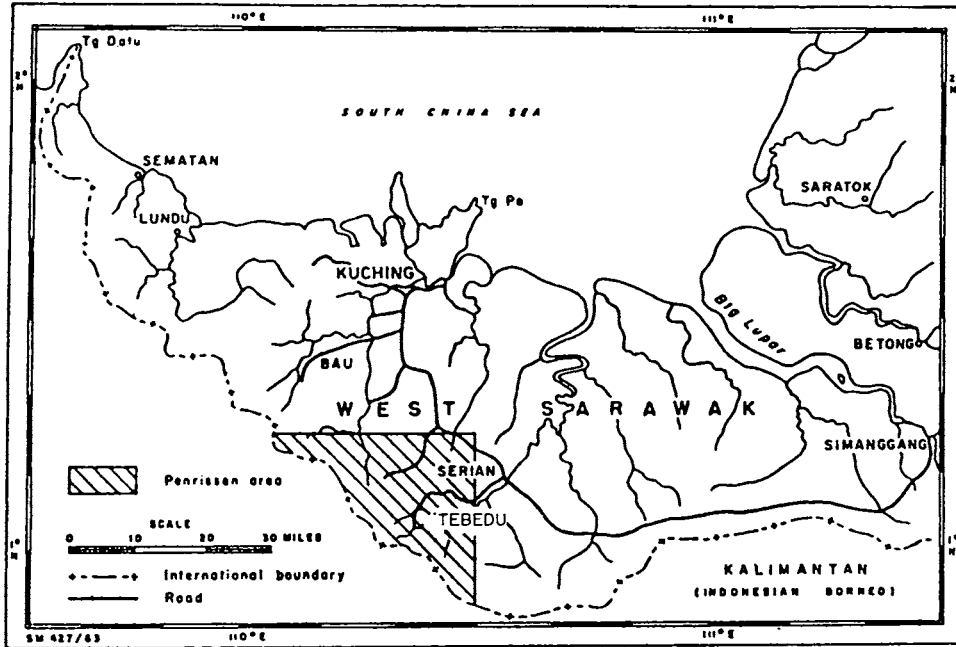 110° E
111° E
Tg Datu
2° N
2° N
SOUTH CHINA SEA
SEMATAN
SARATOK
LUNDU
Tg Po
KUCHING
Big Lupar
BETONG
BAU
WEST SARAWAK
SIMANGGANG
Penrissen area
SERIAN
SCALE
TEBEDU
0 10 20 30 MILES
1° N
1° N
International boundary
KALIMANTAN
Road
(INDONESIAN BORNEO)
SM 427/63
110° E
111° E